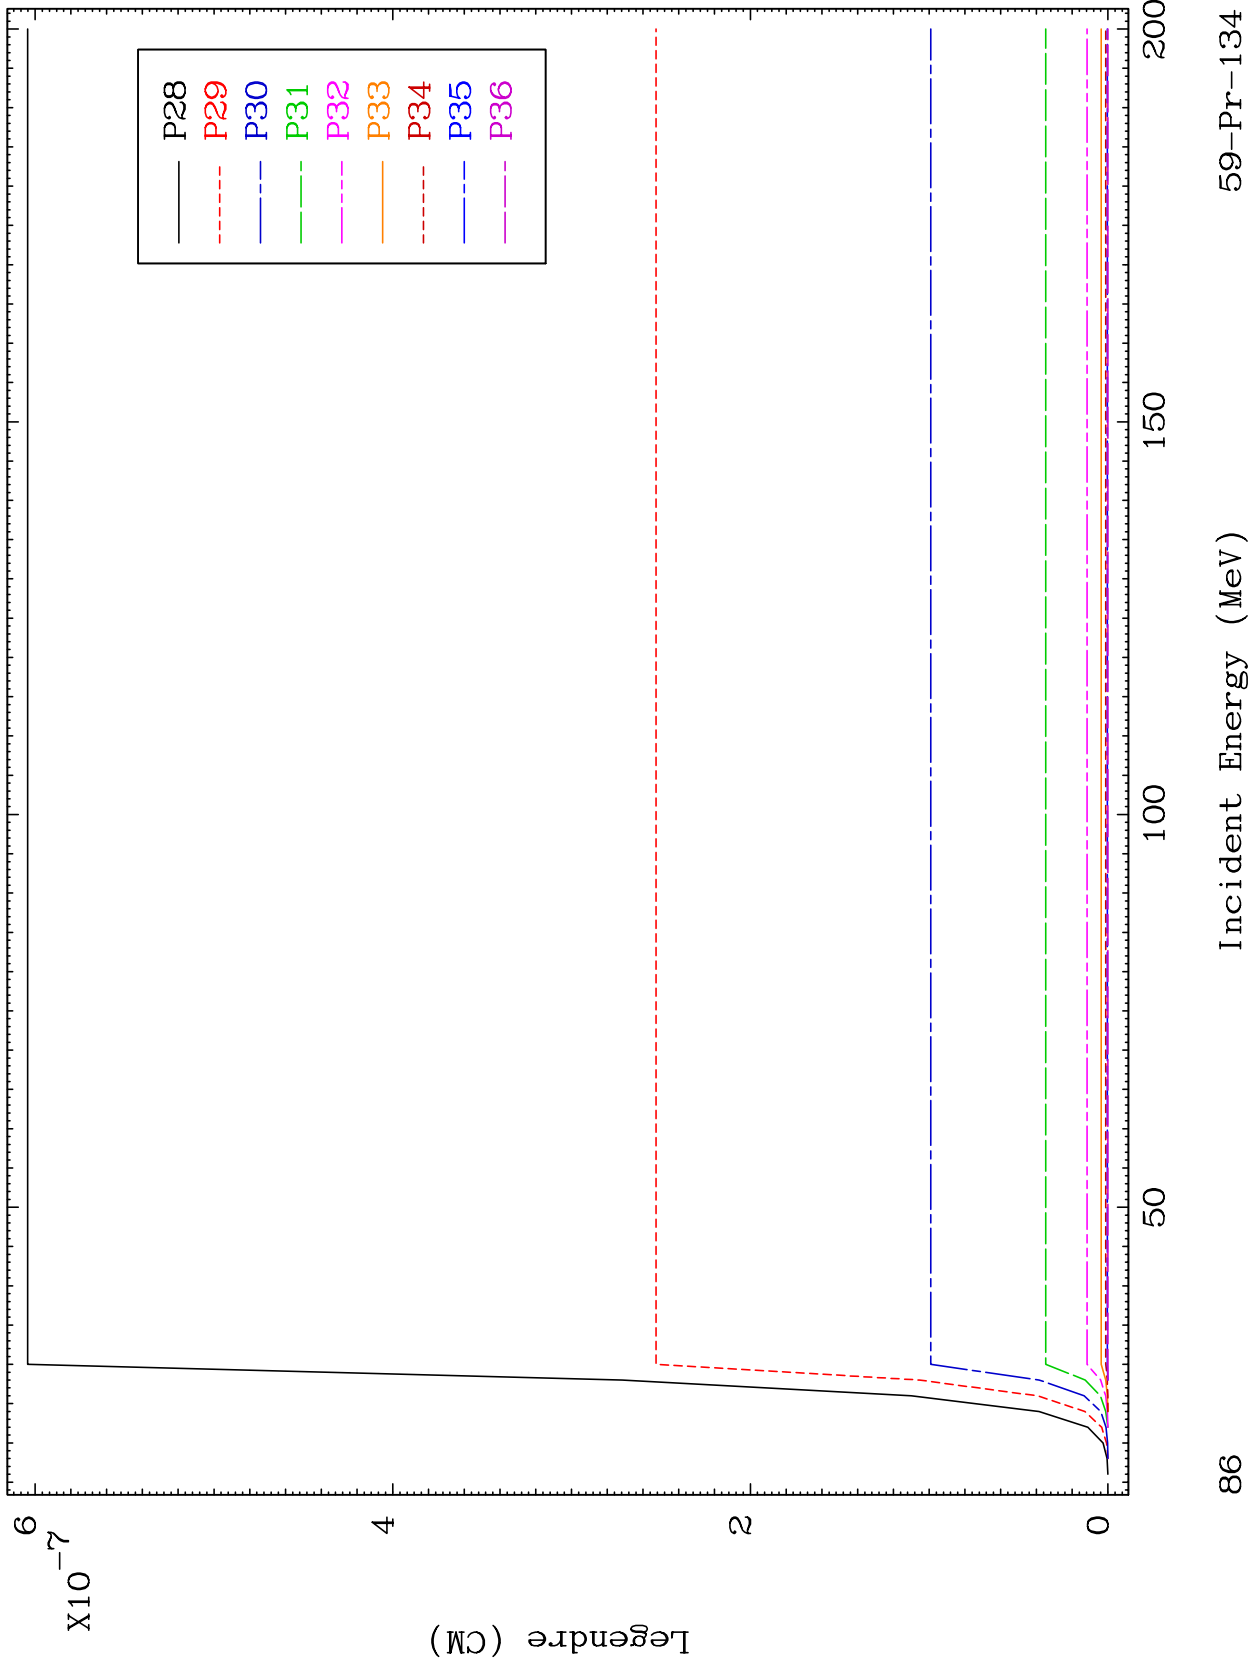 X10⁻⁷
6
4
2
0
Legendre (CM)
P28
P29
P30
P31
P32
P33
P34
P35
P36
50
100
150
200
86
Incident Energy (MeV)
59-Pr-134